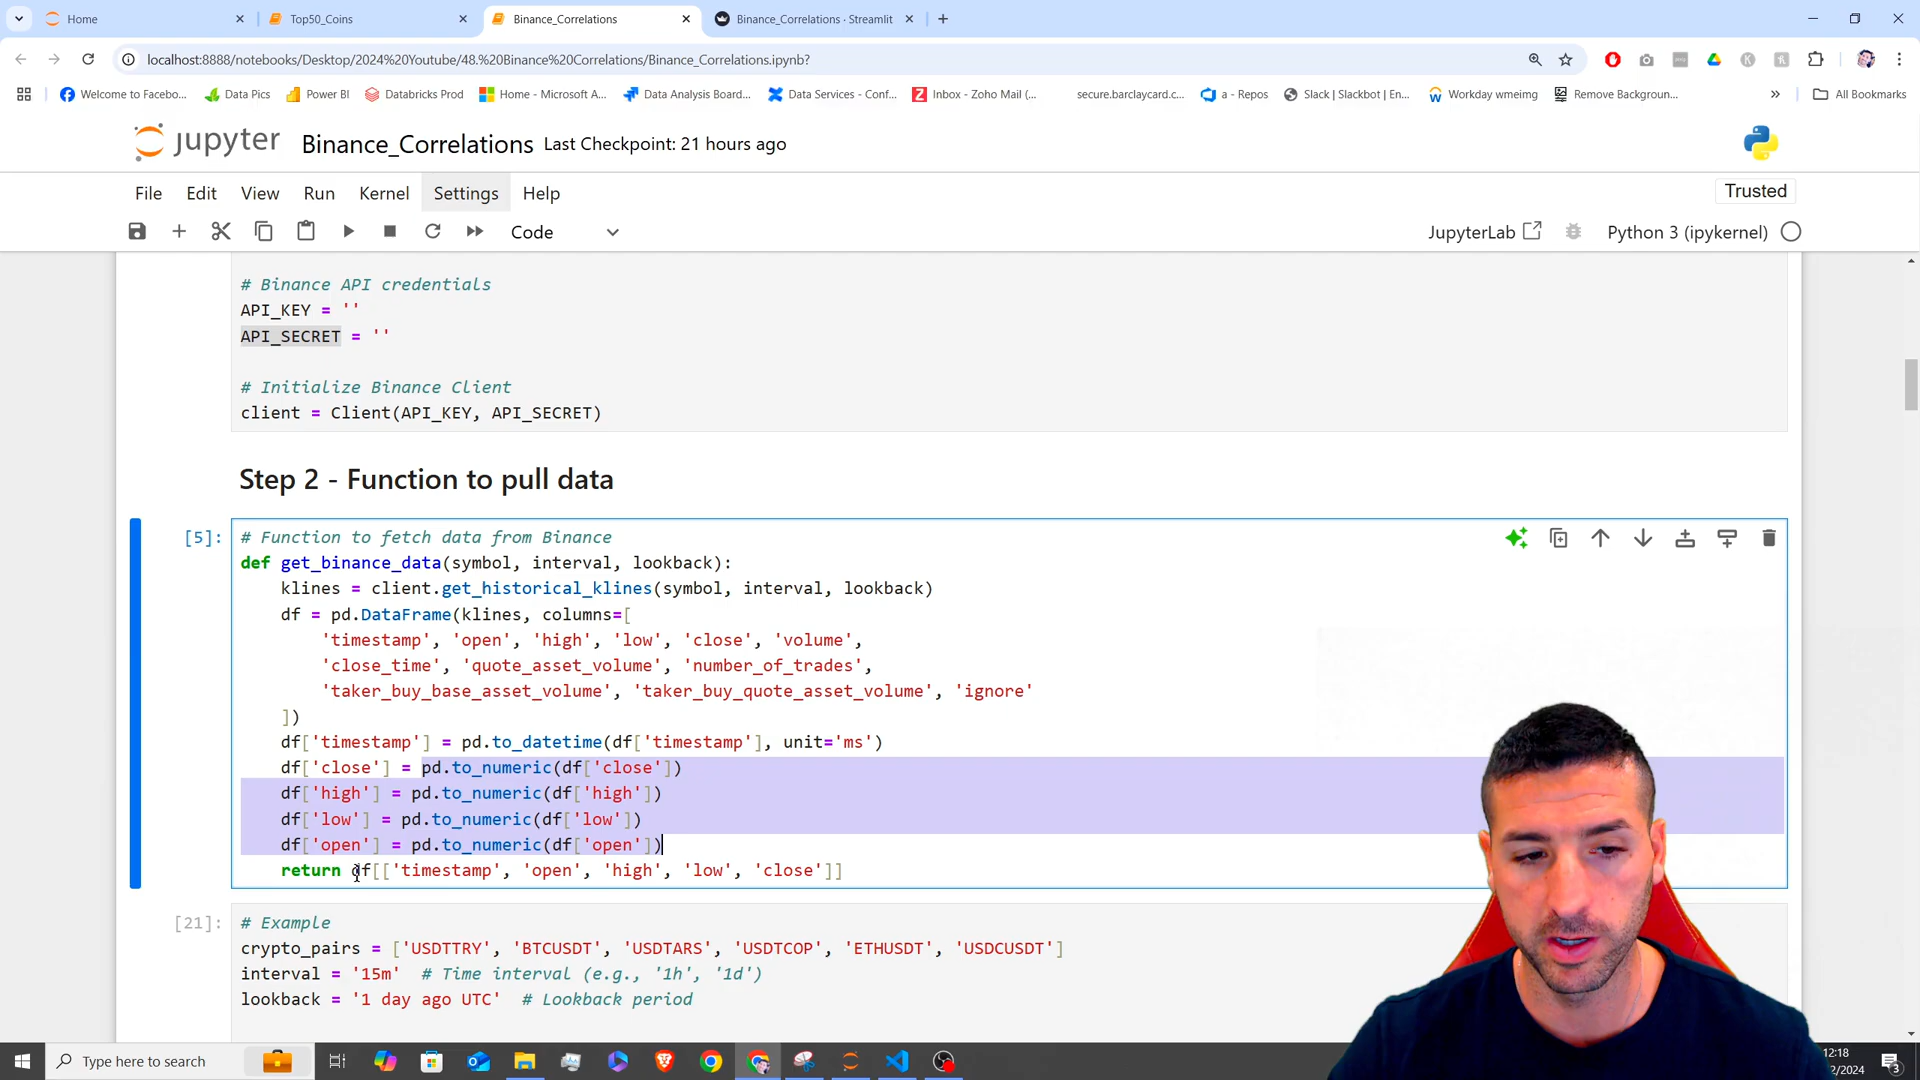 Home
Top50_Coins
Binance_Correlations
Binance_Correlations · Streamlit
localhost:8888/notebooks/Desktop/2024%20Youtube/48.%20Binance%20Correlations/Binance_Correlations.ipynb?
Welcome to Facebo...
Data Pics
Power BI
Databricks Prod
Home - Microsoft A...
Data Analysis Board...
Data Services - Conf...
Inbox - Zoho Mail (...
secure.barclaycard.c...
a - Repos
Slack | Slackbot | En...
Workday wmeimg
Remove Backgroun...
All Bookmarks
jupyter
Binance_Correlations Last Checkpoint: 21 hours ago
File Edit View Run Kernel Settings Help
Trusted
Code
JupyterLab
Python 3 (ipykernel)
# Binance API credentials
API_KEY = ''
API_SECRET = ''
# Initialize Binance Client
client = Client(API_KEY, API_SECRET)
Step 2 - Function to pull data
[5]:
# Function to fetch data from Binance
def get_binance_data(symbol, interval, lookback):
klines = client.get_historical_klines(symbol, interval, lookback)
df = pd.DataFrame(klines, columns=[
'timestamp', 'open', 'high', 'low', 'close', 'volume',
'close_time', 'quote_asset_volume', 'number_of_trades',
'taker_buy_base_asset_volume', 'taker_buy_quote_asset_volume', 'ignore'
])
df['timestamp'] = pd.to_datetime(df['timestamp'], unit='ms')
df['close'] = pd.to_numeric(df['close'])
df['high'] = pd.to_numeric(df['high'])
df['low'] = pd.to_numeric(df['low'])
df['open'] = pd.to_numeric(df['open'])
return df[['timestamp', 'open', 'high', 'low', 'close']]
[21]:
# Example
crypto_pairs = ['USDTTRY', 'BTCUSDT', 'USDTARS', 'USDTCOP', 'ETHUSDT', 'USDCUSDT']
interval = '15m' # Time interval (e.g., '1h', '1d')
lookback = '1 day ago UTC' # Lookback period
Type here to search
12:18
2/2024
3